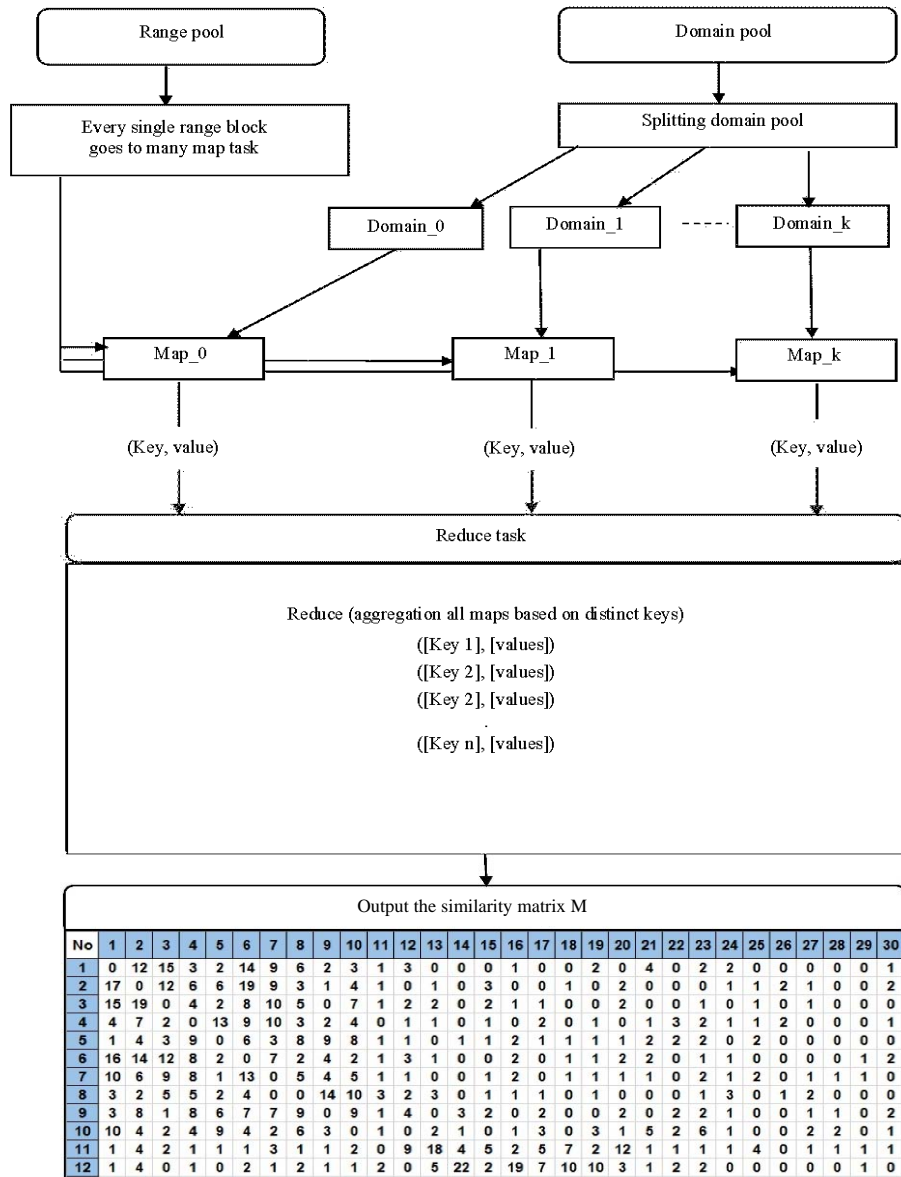 Range pool
Domain pool
Every single range block
goes to many map task
Splitting domain pool
Domain_0
Domain_1
Domain_k
Map_0
Map_1
Map_k
(Key, value)
(Key, value)
(Key, value)
Reduce task
Reduce (aggregation all maps based on distinct keys)
([Key 1], [values])
([Key 2], [values])
([Key 2], [values])
.
([Key n], [values])
Output the similarity matrix M
No 1 2 3 4 5 6 7 8 9 10 11 12 13 14 15 16 17 18 19 20 21 22 23 24 25 26 27 28 29 30
1 0 12 15 3 2 14 9 6 2 3 1 3 0 0 0 1 0 0 2 0 4 0 2 2 0 0 0 0 0 1
2 17 0 12 6 6 19 9 3 1 4 1 0 1 0 3 0 0 1 0 2 0 0 0 1 1 2 1 0 0 2
3 15 19 0 4 2 8 10 5 0 7 1 2 2 0 2 1 1 0 0 2 0 0 1 0 1 0 1 0 0 0
4 4 7 2 0 13 9 10 3 2 4 0 1 1 0 1 0 2 0 1 0 1 3 2 1 1 2 0 0 0 1
5 1 4 3 9 0 6 3 8 9 8 1 1 0 1 1 2 1 1 1 1 2 2 2 0 2 0 0 0 0 0
6 16 14 12 8 2 0 7 2 4 2 1 3 1 0 0 2 0 1 1 2 2 0 1 1 0 0 0 0 1 2
7 10 6 9 8 1 13 0 5 4 5 1 1 0 0 1 2 0 1 1 1 1 0 2 1 2 0 1 1 1 0
8 3 2 5 5 2 4 0 0 14 10 3 2 3 0 1 1 1 0 1 0 0 0 1 3 0 1 2 0 0 0
9 3 8 1 8 6 7 7 9 0 9 1 4 0 3 2 0 2 0 0 2 0 2 2 1 0 0 1 1 0 2
10 10 4 2 4 9 4 2 6 3 0 1 0 2 1 0 1 3 0 3 1 5 2 6 1 0 0 2 2 0 1
11 1 4 2 1 1 1 3 1 1 2 0 9 18 4 5 2 5 7 2 12 1 1 1 1 4 0 1 1 1 1
12 1 4 0 1 0 2 1 2 1 1 2 0 5 22 2 19 7 10 10 3 1 2 2 0 0 0 0 0 1 0